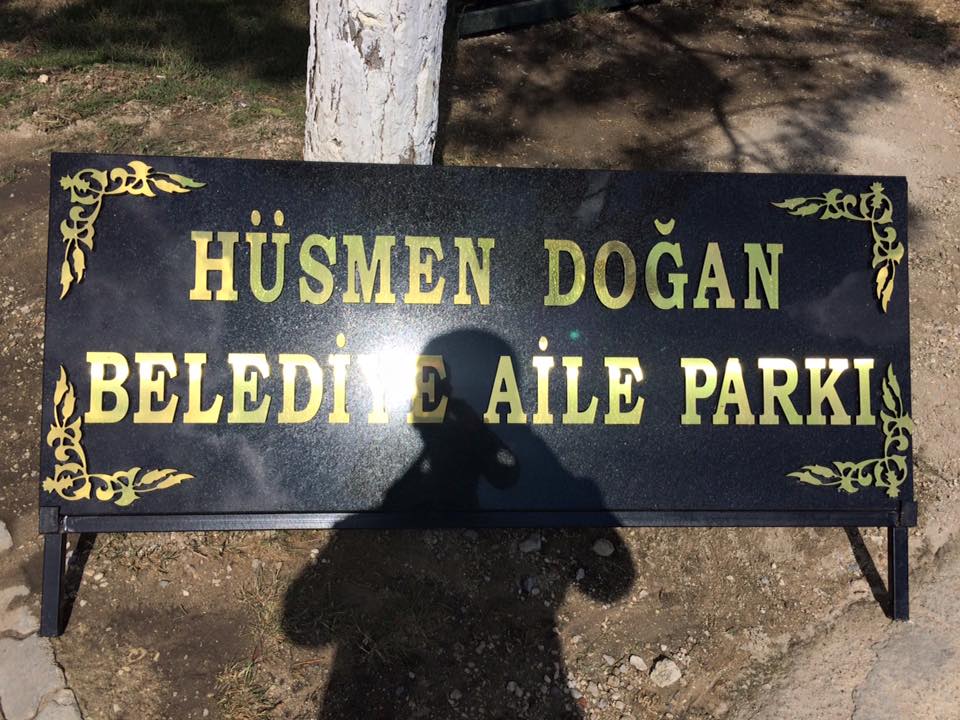 HÜSMEN DOĞAN
BELEDİYE AİLE PARKI